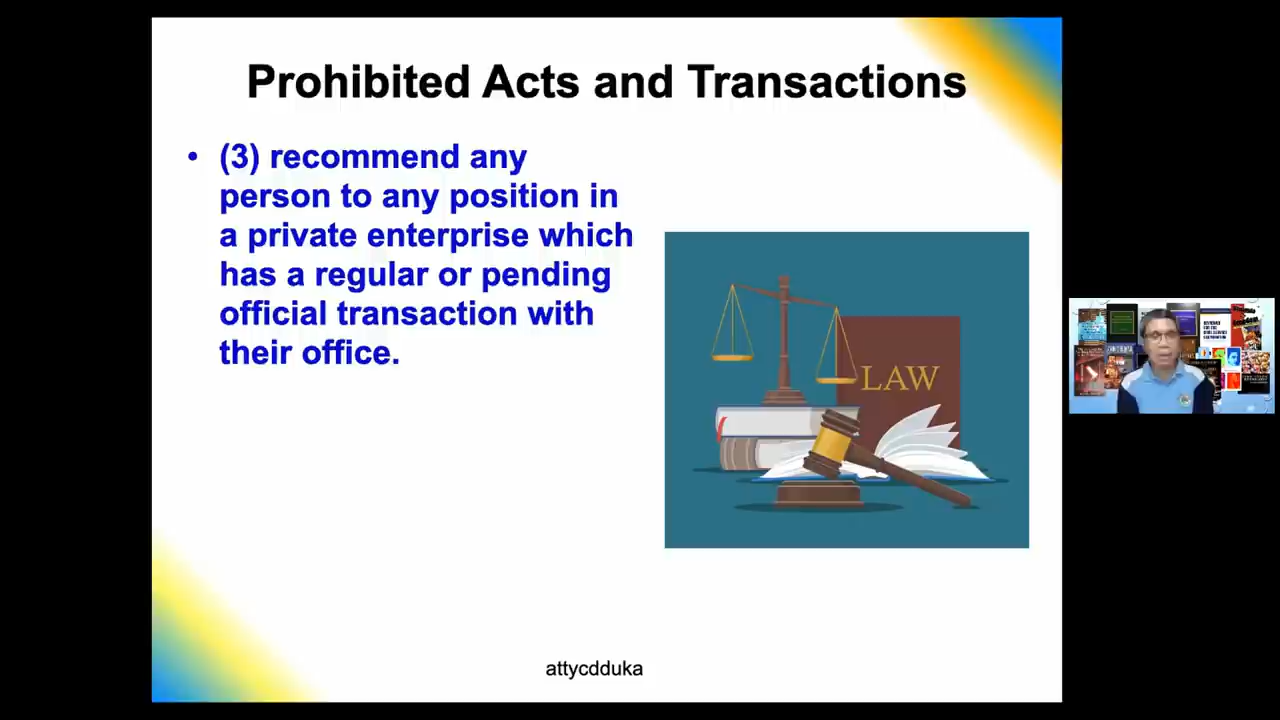 Prohibited Acts and Transactions
• (3) recommend any
person to any position in
a private enterprise which
has a regular or pending
official transaction with
their office.
LAW
attycdduka